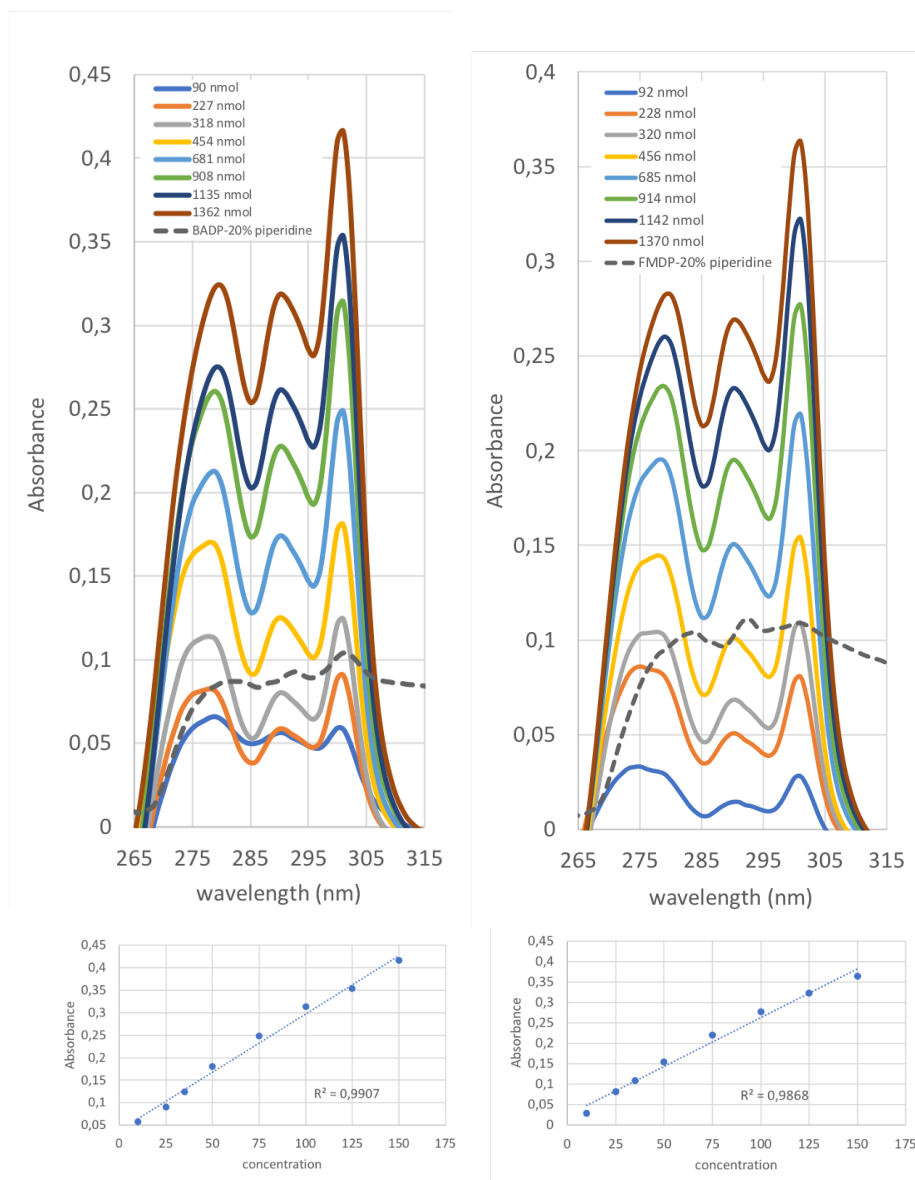 0,45
0,4
0,35
0,3
0,25
0,2
0,15
0,1
0,05
0
Absorbance
90 nmol
227 nmol
318 nmol
454 nmol
681 nmol
908 nmol
1135 nmol
1362 nmol
BADP-20% piperidine
265 275 285 295 305 315
wavelength (nm)
0,4
0,35
0,3
0,25
0,2
0,15
0,1
0,05
0
Absorbance
92 nmol
228 nmol
320 nmol
456 nmol
685 nmol
914 nmol
1142 nmol
1370 nmol
FMDP-20% piperidine
265 275 285 295 305 315
wavelength (nm)
0,45
0,4
0,35
0,3
0,25
0,2
0,15
0,1
0,05
Absorbance
R² = 0,9907
0 25 50 75 100 125 150 175
concentration
0,45
0,4
0,35
0,3
0,25
0,2
0,15
0,1
0,05
0
Absorbance
R² = 0,9868
0 25 50 75 100 125 150 175
concentration